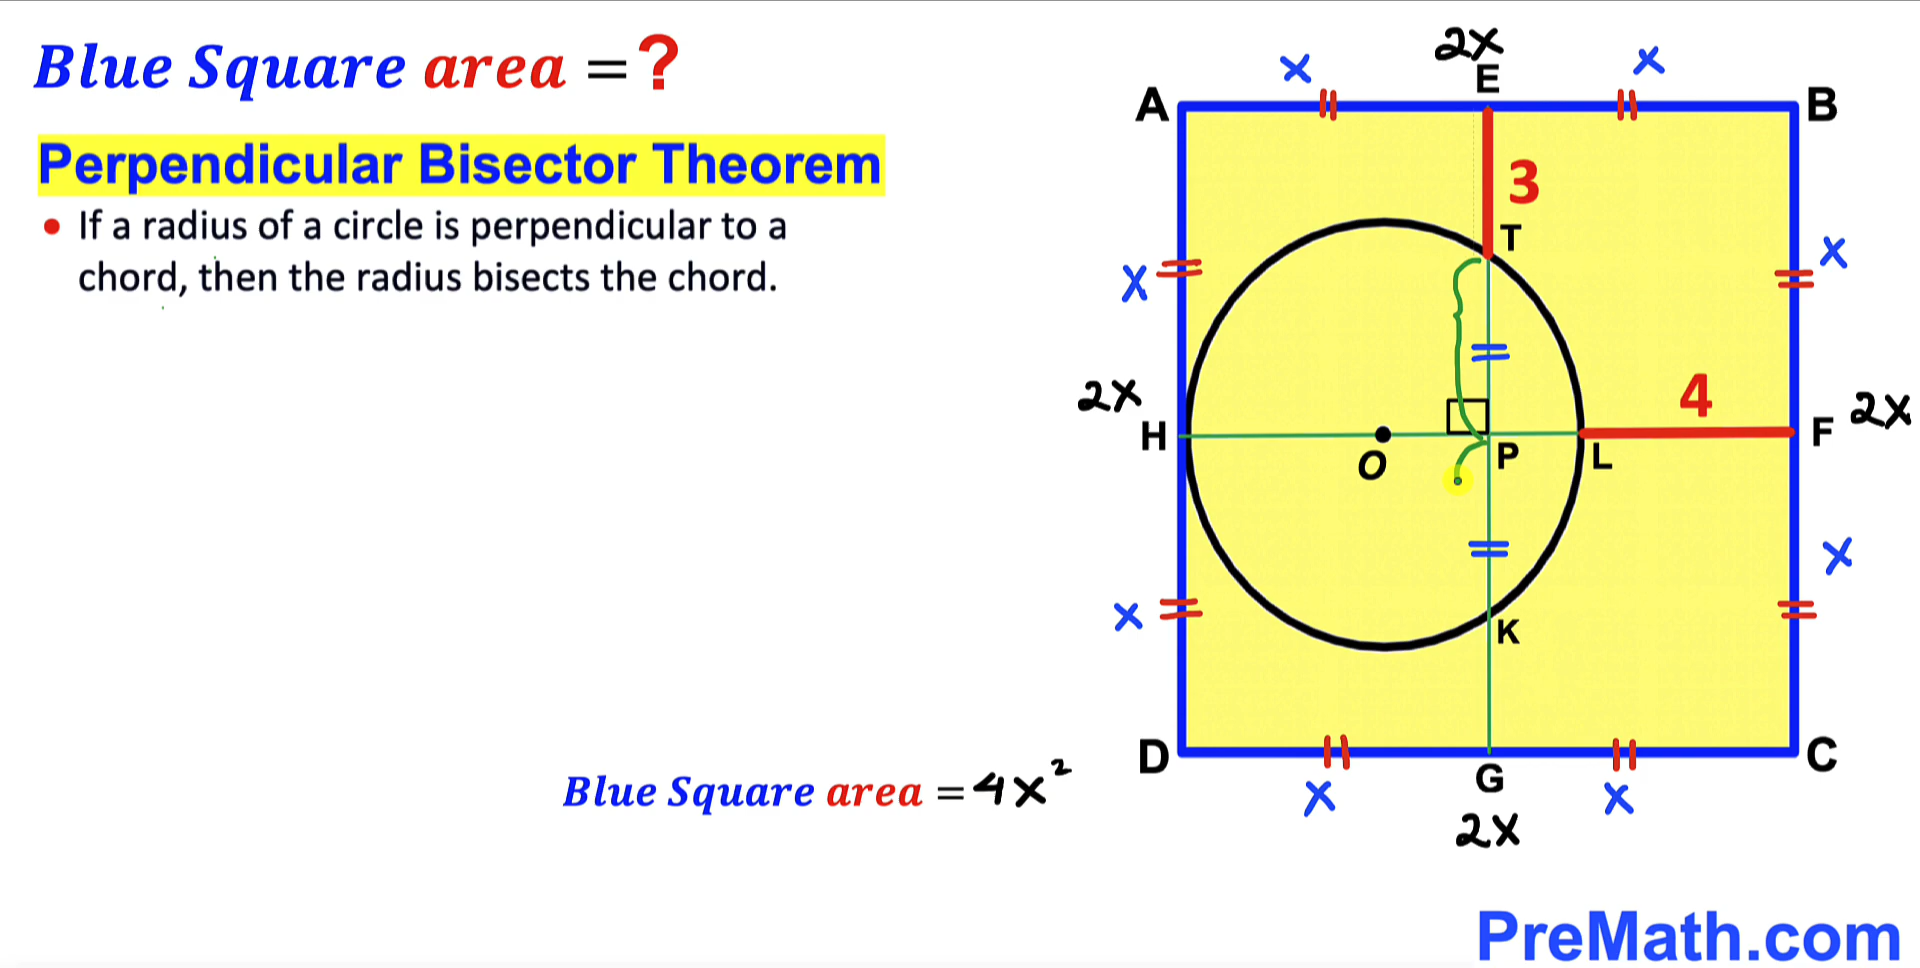 Blue Square area = ?
Perpendicular Bisector Theorem
• If a radius of a circle is perpendicular to a
chord, then the radius bisects the chord.
2x
x
E
x
A
B
3
T
x
x
2x
4
H
O
P
L
F
2x
x
x
K
D
C
Blue Square area = 4x²
x
G
x
2x
PreMath.com